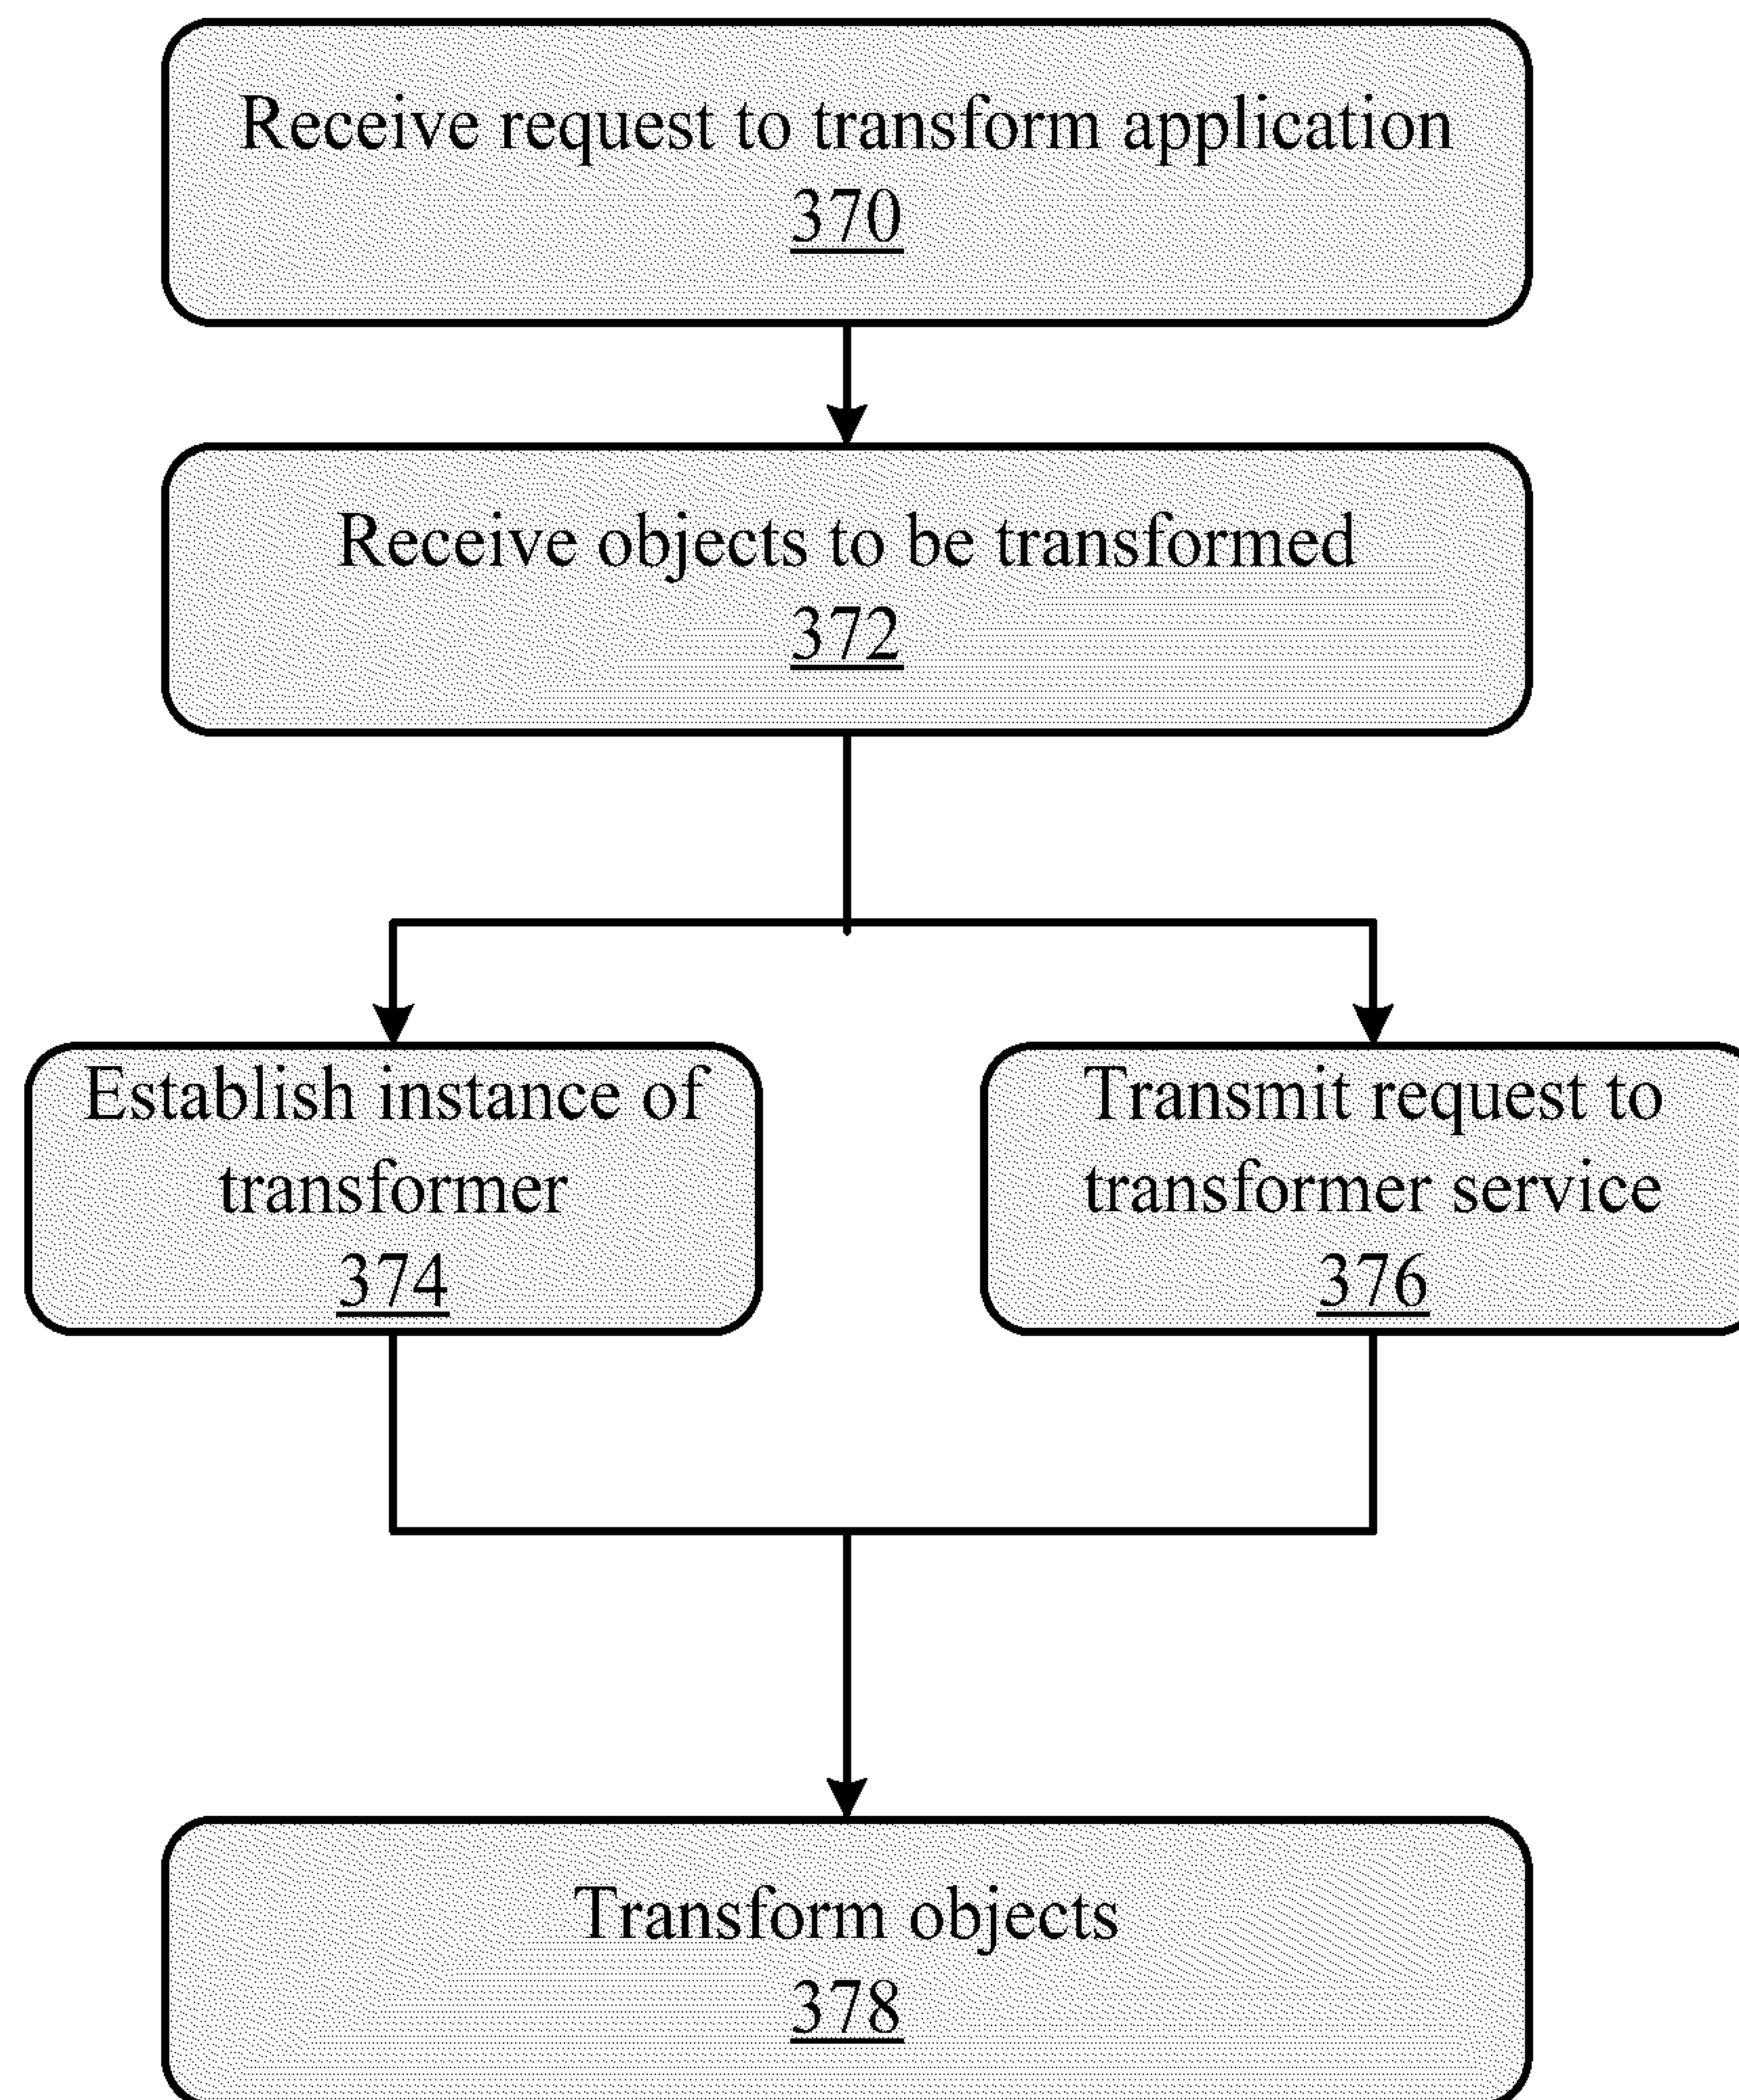 Receive request to transform application
370
Receive objects to be transformed
372
Establish instance of
transformer
374
Transmit request to
transformer service
376
Transform objects
378